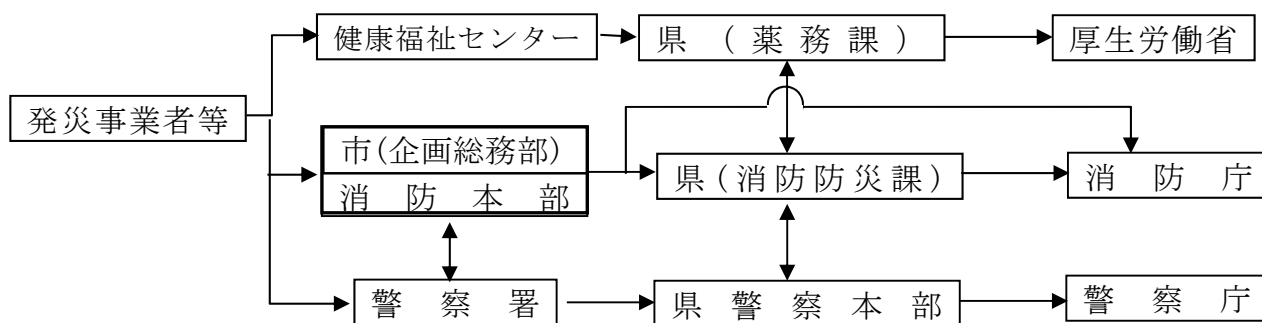 健康福祉センター
県（薬務課）
厚生労働省
発災事業者等
市(企画総務部)
消防本部
県(消防防災課)
消防庁
警察署
県警察本部
警察庁